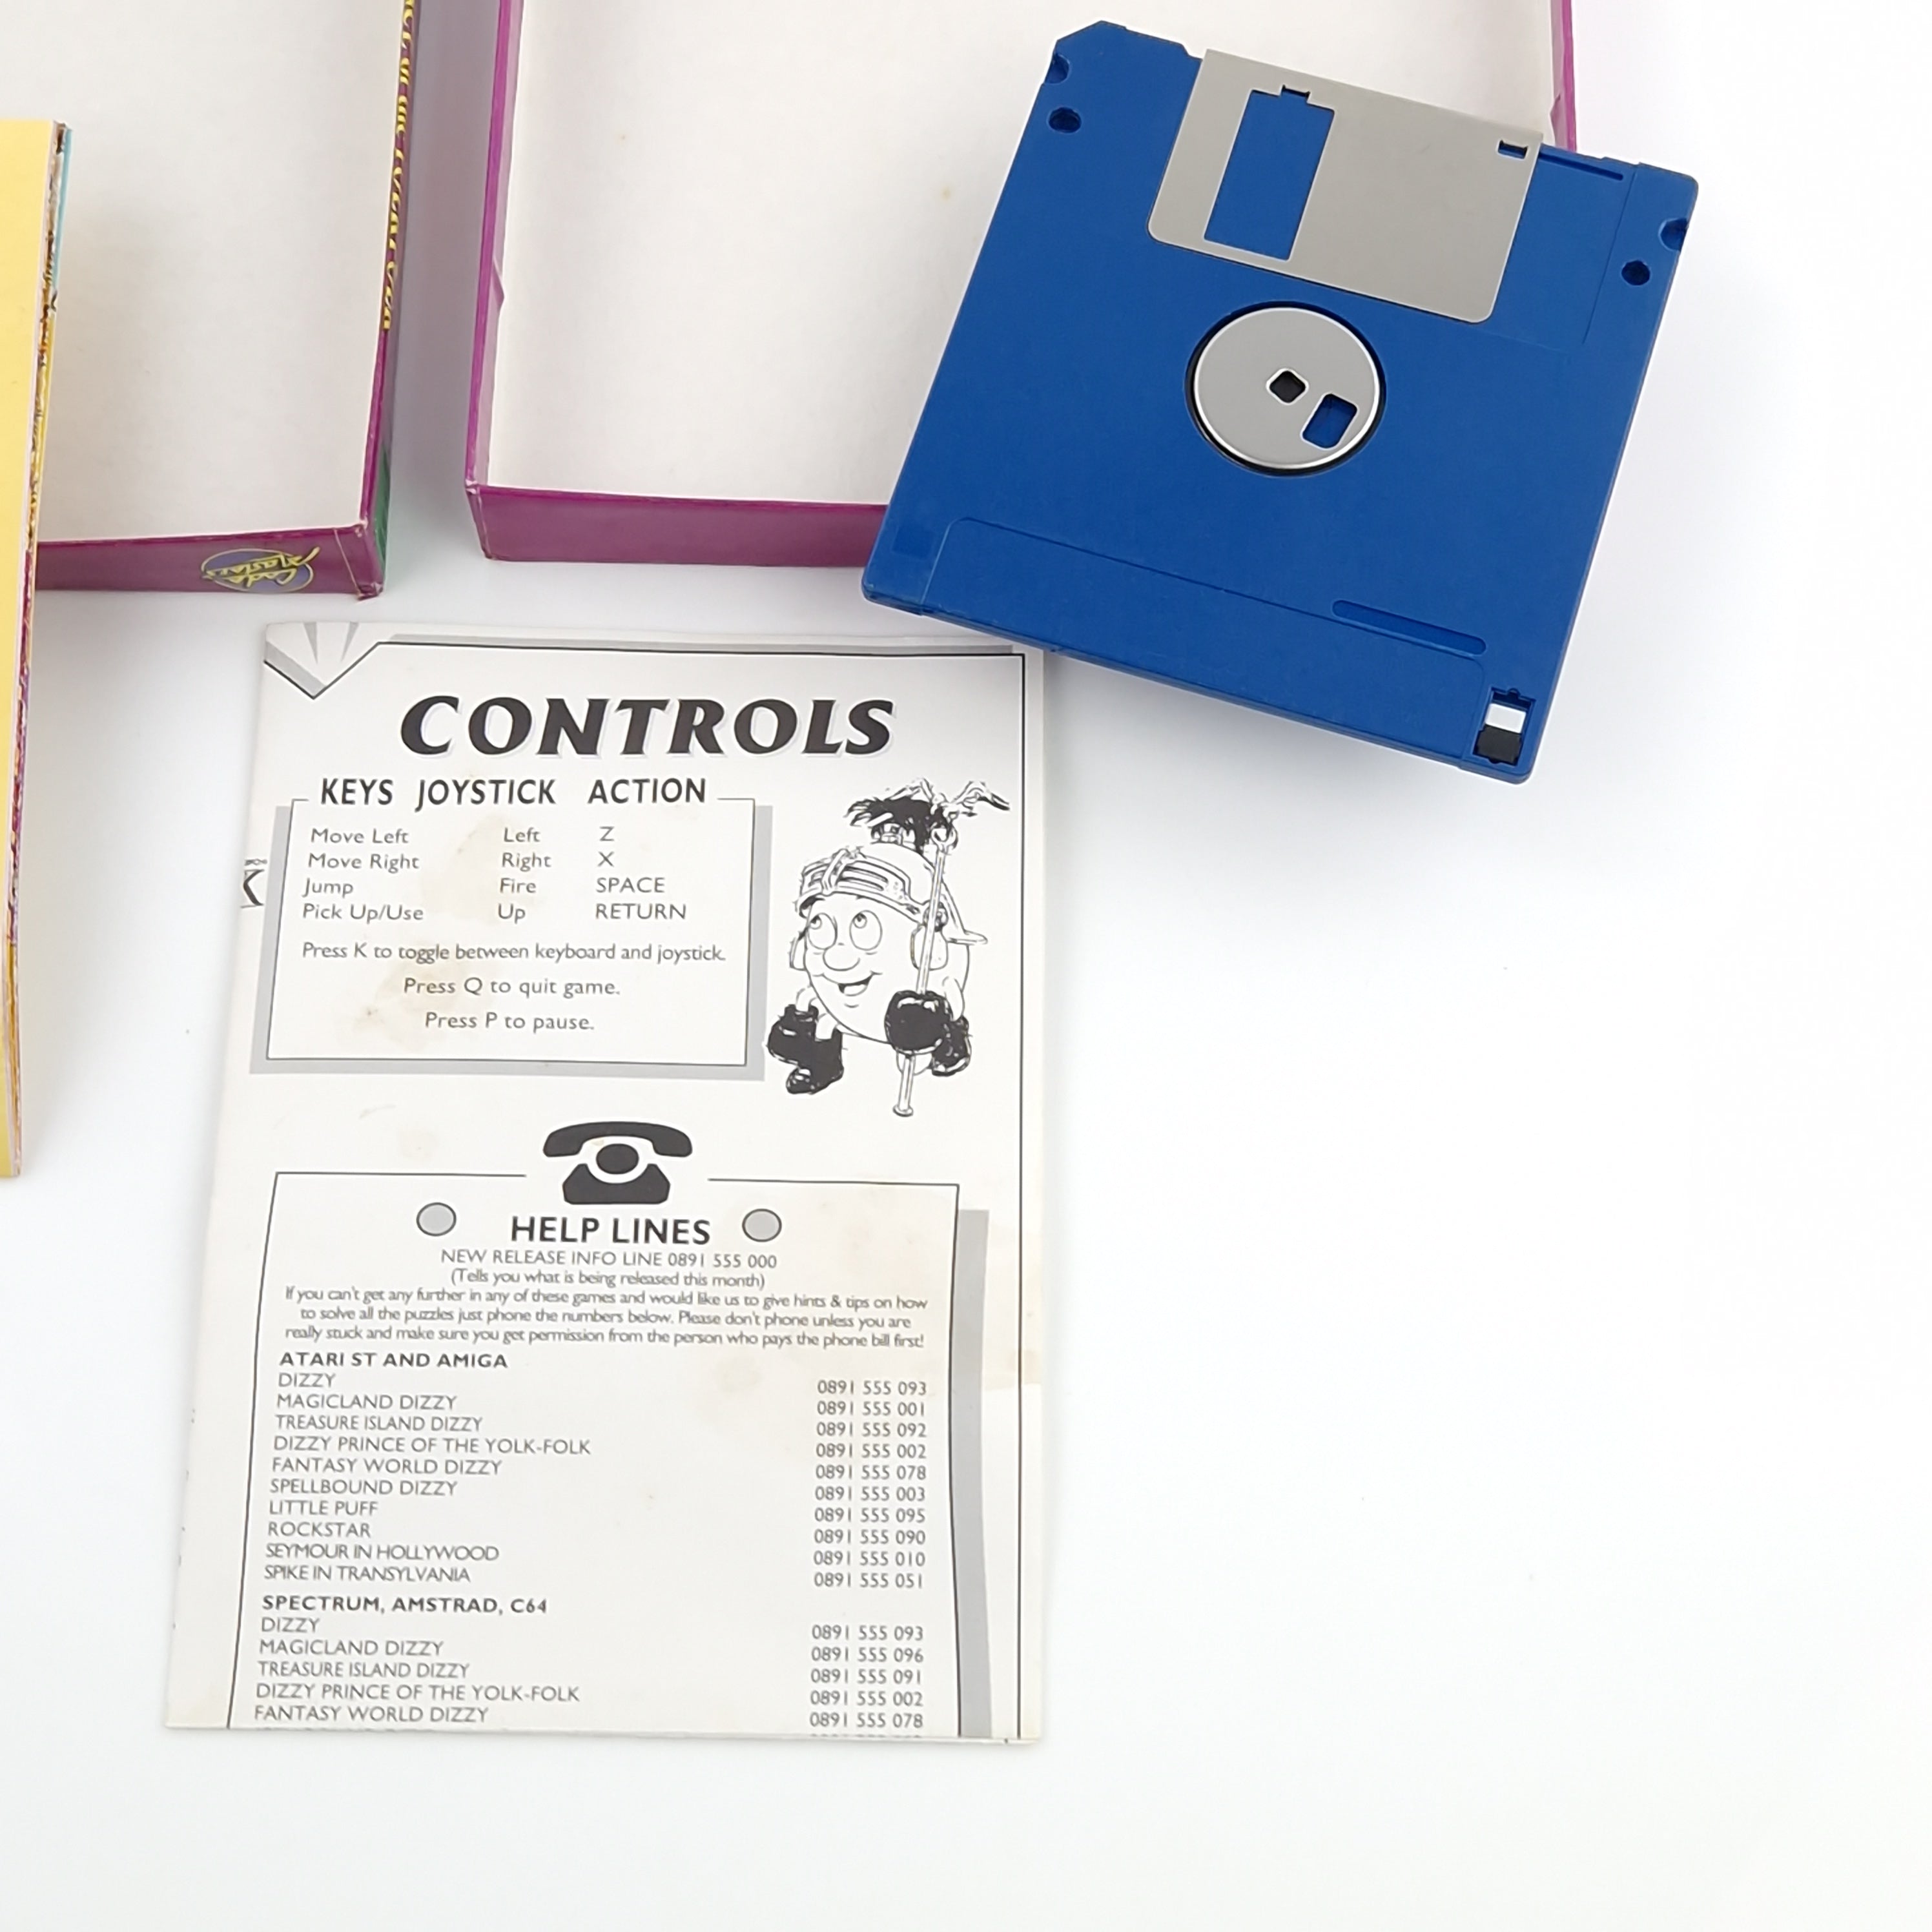 Code
Masters
CONTROLS
KEYS JOYSTICK ACTION
Move Left Left Z
Move Right Right X
Jump Fire SPACE
Pick Up/Use Up RETURN
Press K to toggle between keyboard and joystick.
Press Q to quit game.
Press P to pause.
HELP LINES
NEW RELEASE INFO LINE 0891 555 000
(Tells you what is being released this month)
If you can't get any further in any of these games and would like us to give hints & tips on how
to solve all the puzzles just phone the numbers below. Please don't phone unless you are
really stuck and make sure you get permission from the person who pays the phone bill first!
ATARI ST AND AMIGA
DIZZY 0891 555 093
MAGICLAND DIZZY 0891 555 001
TREASURE ISLAND DIZZY 0891 555 092
DIZZY PRINCE OF THE YOLK-FOLK 0891 555 002
FANTASY WORLD DIZZY 0891 555 078
SPELLBOUND DIZZY 0891 555 003
LITTLE PUFF 0891 555 095
ROCKSTAR 0891 555 090
SEYMOUR IN HOLLYWOOD 0891 555 010
SPIKE IN TRANSYLVANIA 0891 555 051
SPECTRUM, AMSTRAD, C64
DIZZY 0891 555 093
MAGICLAND DIZZY 0891 555 096
TREASURE ISLAND DIZZY 0891 555 091
DIZZY PRINCE OF THE YOLK-FOLK 0891 555 002
FANTASY WORLD DIZZY 0891 555 078